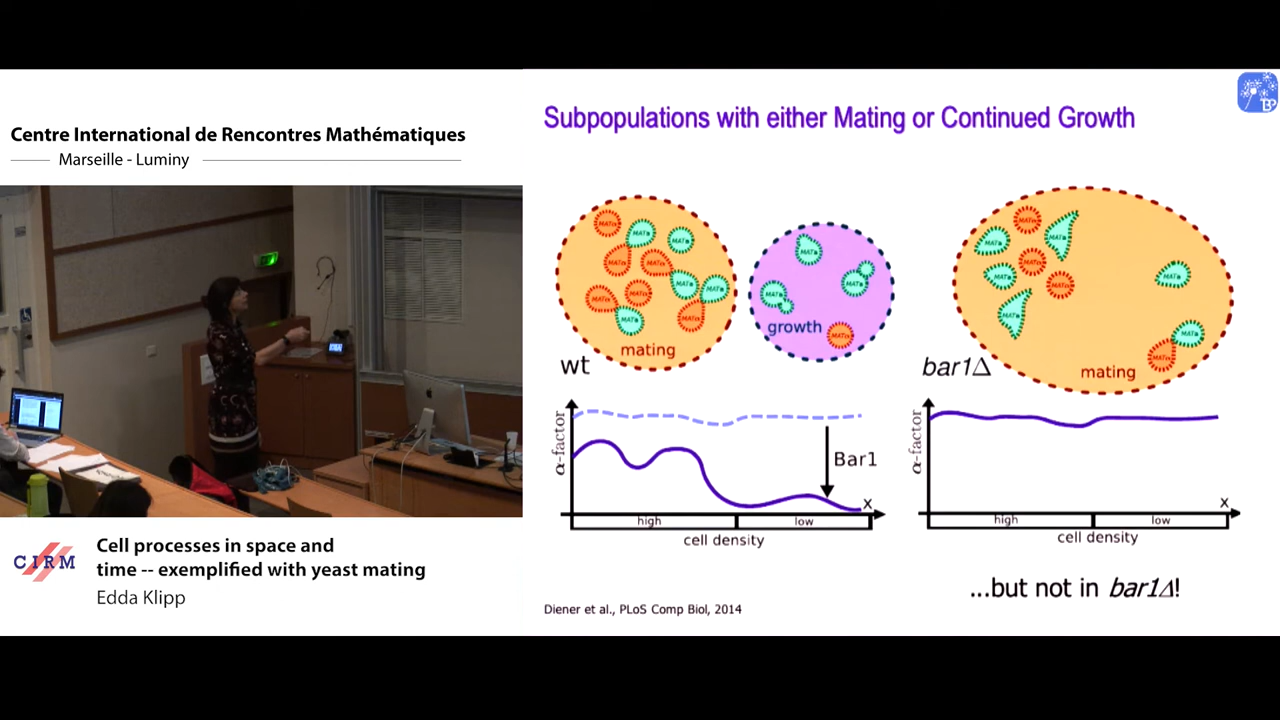 Centre International de Rencontres Mathématiques
Marseille - Luminy
CIRM
Cell processes in space and
time -- exemplified with yeast mating
Edda Klipp
Subpopulations with either Mating or Continued Growth
mating
wt
growth
α-factor
Bar1
x
high
low
cell density
bar1Δ
mating
α-factor
x
high
low
cell density
...but not in bar1Δ!
Diener et al., PLoS Comp Biol, 2014